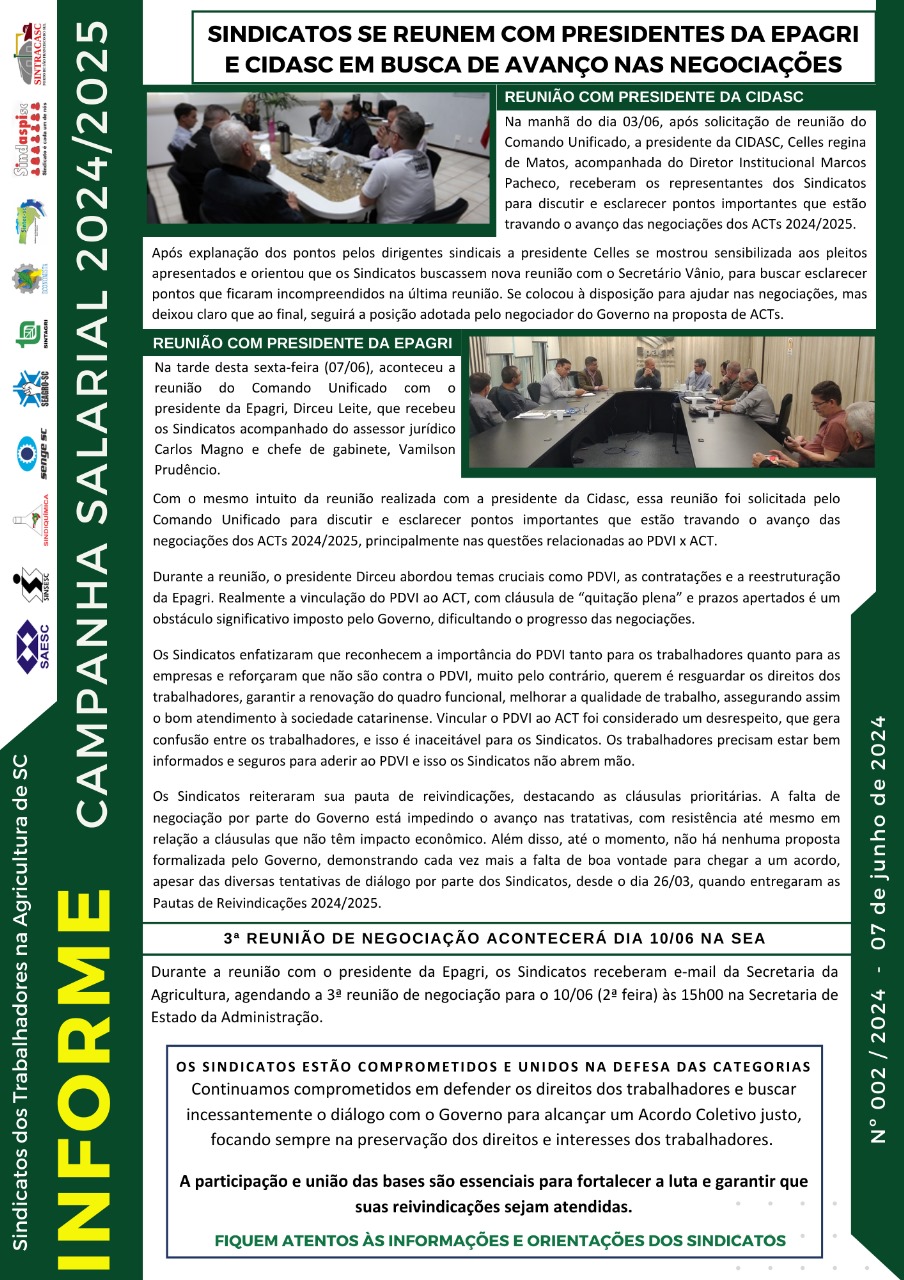 SINDICATOS SE REUNEM COM PRESIDENTES DA EPAGRI
E CIDASC EM BUSCA DE AVANÇO NAS NEGOCIAÇÕES
REUNIÃO COM PRESIDENTE DA CIDASC
Na manhã do dia 03/06, após solicitação de reunião do
Comando Unificado, a presidente da CIDASC, Celles regina
de Matos, acompanhada do Diretor Institucional Marcos
Pacheco, receberam os representantes dos Sindicatos
para discutir e esclarecer pontos importantes que estão
travando o avanço das negociações dos ACTs 2024/2025.
Após explanação dos pontos pelos dirigentes sindicais a presidente Celles se mostrou sensibilizada aos pleitos
apresentados e orientou que os Sindicatos buscassem nova reunião com o Secretário Vânio, para buscar esclarecer
pontos que ficaram incompreendidos na última reunião. Se colocou à disposição para ajudar nas negociações, mas
deixou claro que ao final, seguirá a posição adotada pelo negociador do Governo na proposta de ACTs.
REUNIÃO COM PRESIDENTE DA EPAGRI
Na tarde desta sexta-feira (07/06), aconteceu a
reunião do Comando Unificado com o
presidente da Epagri, Dirceu Leite, que recebeu
os Sindicatos acompanhado do assessor jurídico
Carlos Magno e chefe de gabinete, Vamilson
Prudêncio.
Com o mesmo intuito da reunião realizada com a presidente da Cidasc, essa reunião foi solicitada pelo
Comando Unificado para discutir e esclarecer pontos importantes que estão travando o avanço das
negociações dos ACTs 2024/2025, principalmente nas questões relacionadas ao PDVI x ACT.
Durante a reunião, o presidente Dirceu abordou temas cruciais como PDVI, as contratações e a reestruturação
da Epagri. Realmente a vinculação do PDVI ao ACT, com cláusula de “quitação plena” e prazos apertados é um
obstáculo significativo imposto pelo Governo, dificultando o progresso das negociações.
Os Sindicatos enfatizaram que reconhecem a importância do PDVI tanto para os trabalhadores quanto para as
empresas e reforçaram que não são contra o PDVI, muito pelo contrário, querem é resguardar os direitos dos
trabalhadores, garantir a renovação do quadro funcional, melhorar a qualidade de trabalho, assegurando assim
o bom atendimento à sociedade catarinense. Vincular o PDVI ao ACT foi considerado um desrespeito, que gera
confusão entre os trabalhadores, e isso é inaceitável para os Sindicatos. Os trabalhadores precisam estar bem
informados e seguros para aderir ao PDVI e isso os Sindicatos não abrem mão.
Os Sindicatos reiteraram sua pauta de reivindicações, destacando as cláusulas prioritárias. A falta de
negociação por parte do Governo está impedindo o avanço nas tratativas, com resistência até mesmo em
relação a cláusulas que não têm impacto econômico. Além disso, até o momento, não há nenhuma proposta
formalizada pelo Governo, demonstrando cada vez mais a falta de boa vontade para chegar a um acordo,
apesar das diversas tentativas de diálogo por parte dos Sindicatos, desde o dia 26/03, quando entregaram as
Pautas de Reivindicações 2024/2025.
3ª REUNIÃO DE NEGOCIAÇÃO ACONTECERÁ DIA 10/06 NA SEA
Durante a reunião com o presidente da Epagri, os Sindicatos receberam e-mail da Secretaria da
Agricultura, agendando a 3ª reunião de negociação para o 10/06 (2ª feira) às 15h00 na Secretaria de
Estado da Administração.
OS SINDICATOS ESTÃO COMPROMETIDOS E UNIDOS NA DEFESA DAS CATEGORIAS
Continuamos comprometidos em defender os direitos dos trabalhadores e buscar
incessantemente o diálogo com o Governo para alcançar um Acordo Coletivo justo,
focando sempre na preservação dos direitos e interesses dos trabalhadores.
A participação e união das bases são essenciais para fortalecer a luta e garantir que
suas reivindicações sejam atendidas.
FIQUEM ATENTOS ÀS INFORMAÇÕES E ORIENTAÇÕES DOS SINDICATOS
INFORME CAMPANHA SALARIAL 2024/2025
Sindicatos dos Trabalhadores na Agricultura de SC
SAESC
SINSESC
SINDIQUÍMICA
senge sc
SEAGRO-SC
SINTAGRI
ECONOMISTA
Sindaspisc
Sindicato é cada um de nós
SINTRACASC
N° 002 / 2024 - 07 de junho de 2024